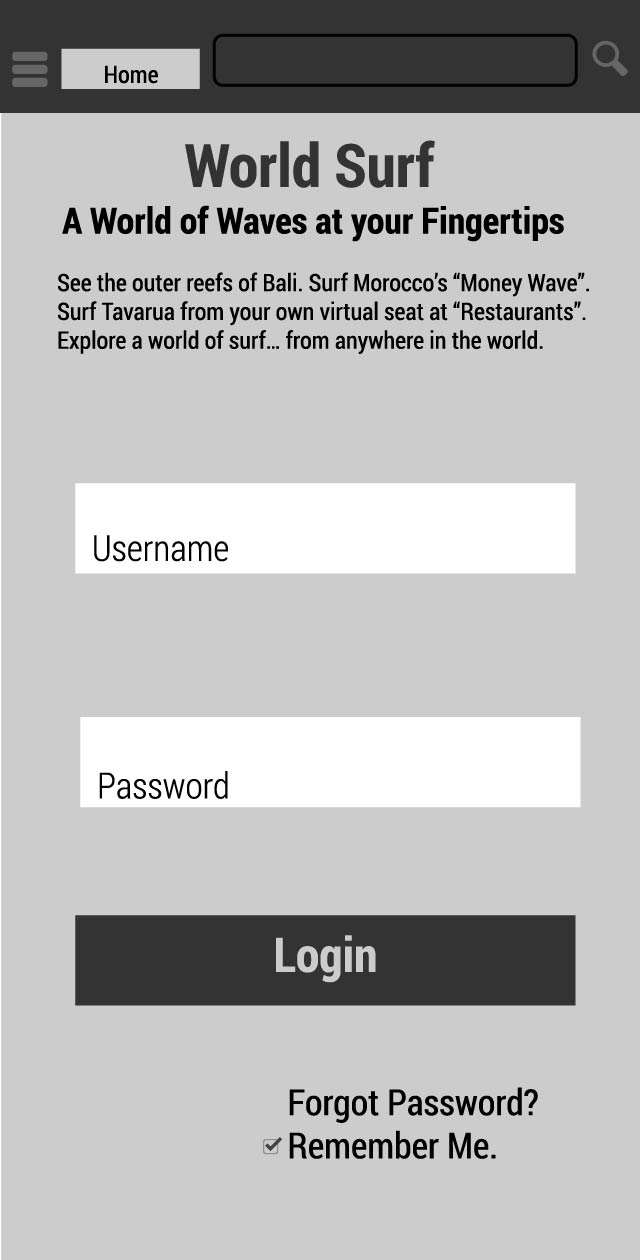 Home
World Surf
A World of Waves at your Fingertips
See the outer reefs of Bali. Surf Morocco’s “Money Wave”.
Surf Tavarua from your own virtual seat at “Restaurants”.
Explore a world of surf... from anywhere in the world.
Username
Password
Login
Forgot Password?
Remember Me.